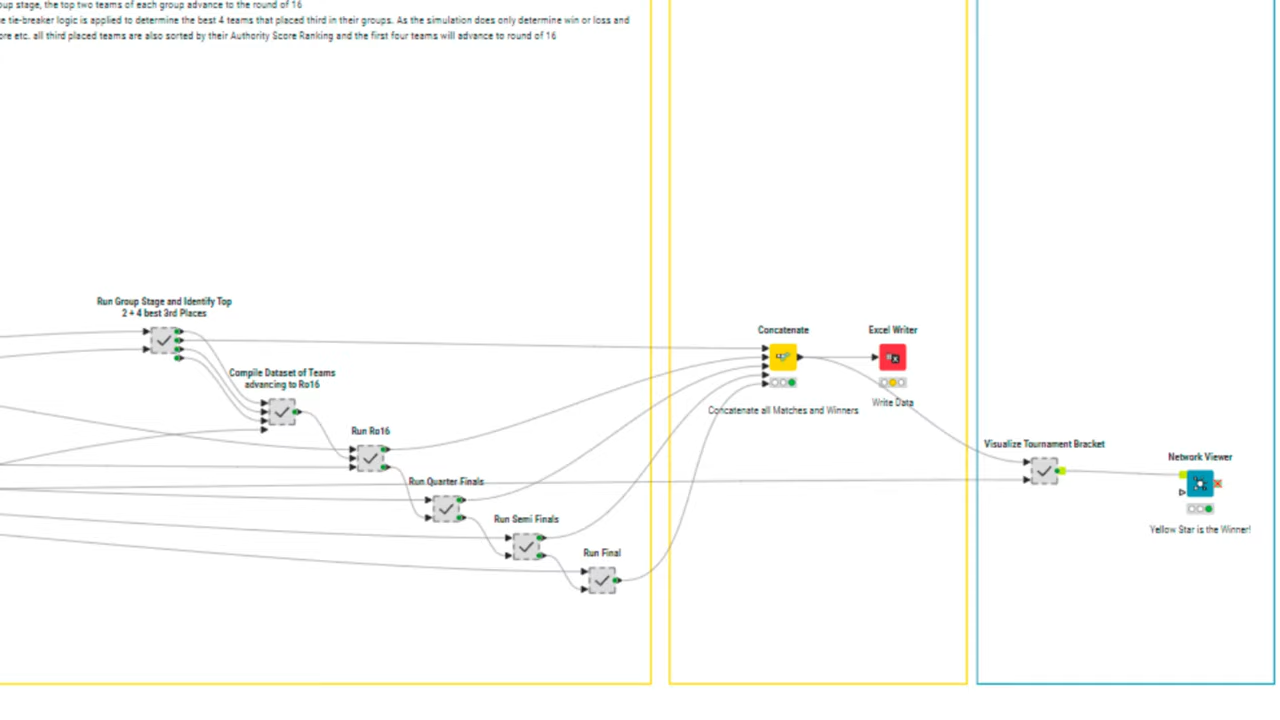 oup stage, the top two teams of each group advance to the round of 16
e tie-breaker logic is applied to determine the best 4 teams that placed third in their groups. As the simulation does only determine win or loss and
ore etc. all third placed teams are also sorted by their Authority Score Ranking and the first four teams will advance to round of 16
Run Group Stage and Identify Top
2 + 4 best 3rd Places
Compile Dataset of Teams
advancing to Ro16
Run Ro16
Run Quarter Finals
Run Semi Finals
Run Final
Concatenate
Concatenate all Matches and Winners
Excel Writer
Write Data
Visualize Tournament Bracket
Network Viewer
Yellow Star is the Winner!